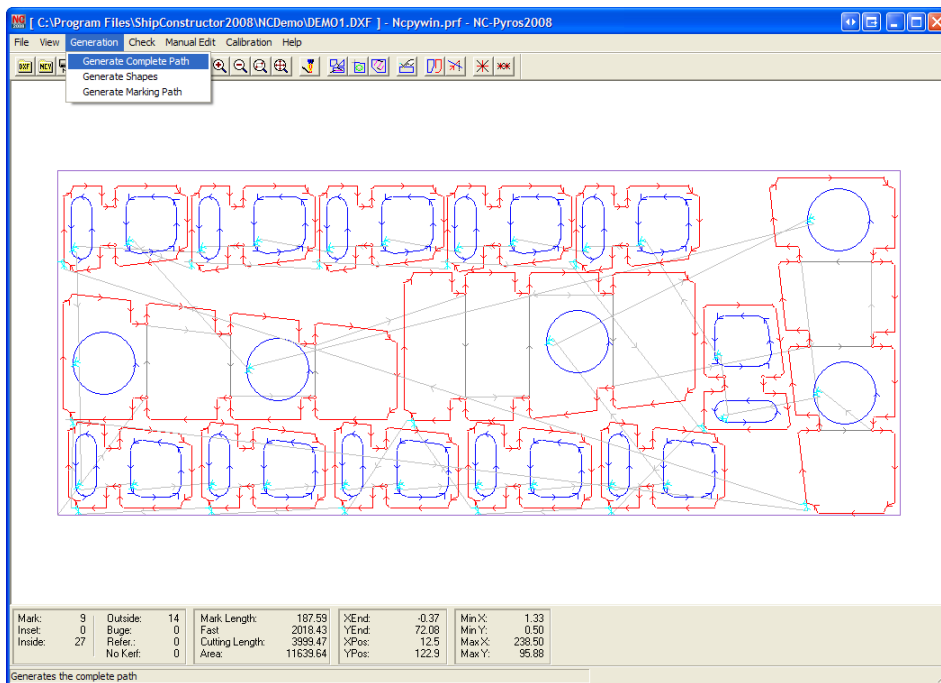 [ C:\Program Files\ShipConstructor2008\NCDemo\DEMO1.DXF ] - Ncpywin.prf - NC-Pyros2008
File View Generation Check Manual Edit Calibration Help
DXF NCV
Generate Complete Path
Generate Shapes
Generate Marking Path
Mark: 9 Outside: 14 Mark Length: 187.59 XEnd: -0.37 Min X: 1.33
Inset: 0 Buge: 0 Fast 2018.43 YEnd: 72.08 Min Y: 0.50
Inside: 27 Refer.: 0 Cutting Length: 3999.47 XPos: 12.5 Max X: 238.50
No Kerf: 0 Area: 11639.64 YPos: 122.9 Max Y: 95.88
Generates the complete path